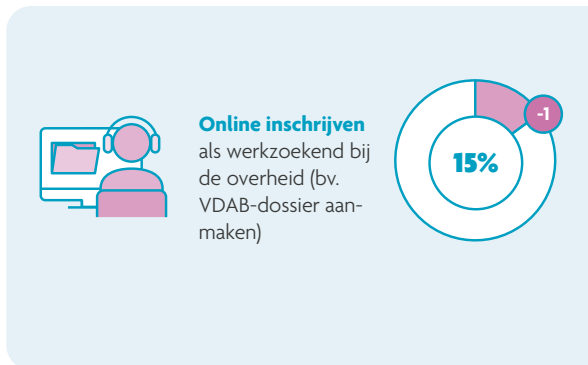 Online inschrijven
als werkzoekend bij
de overheid (bv.
VDAB-dossier aan-
maken)
15%
-1